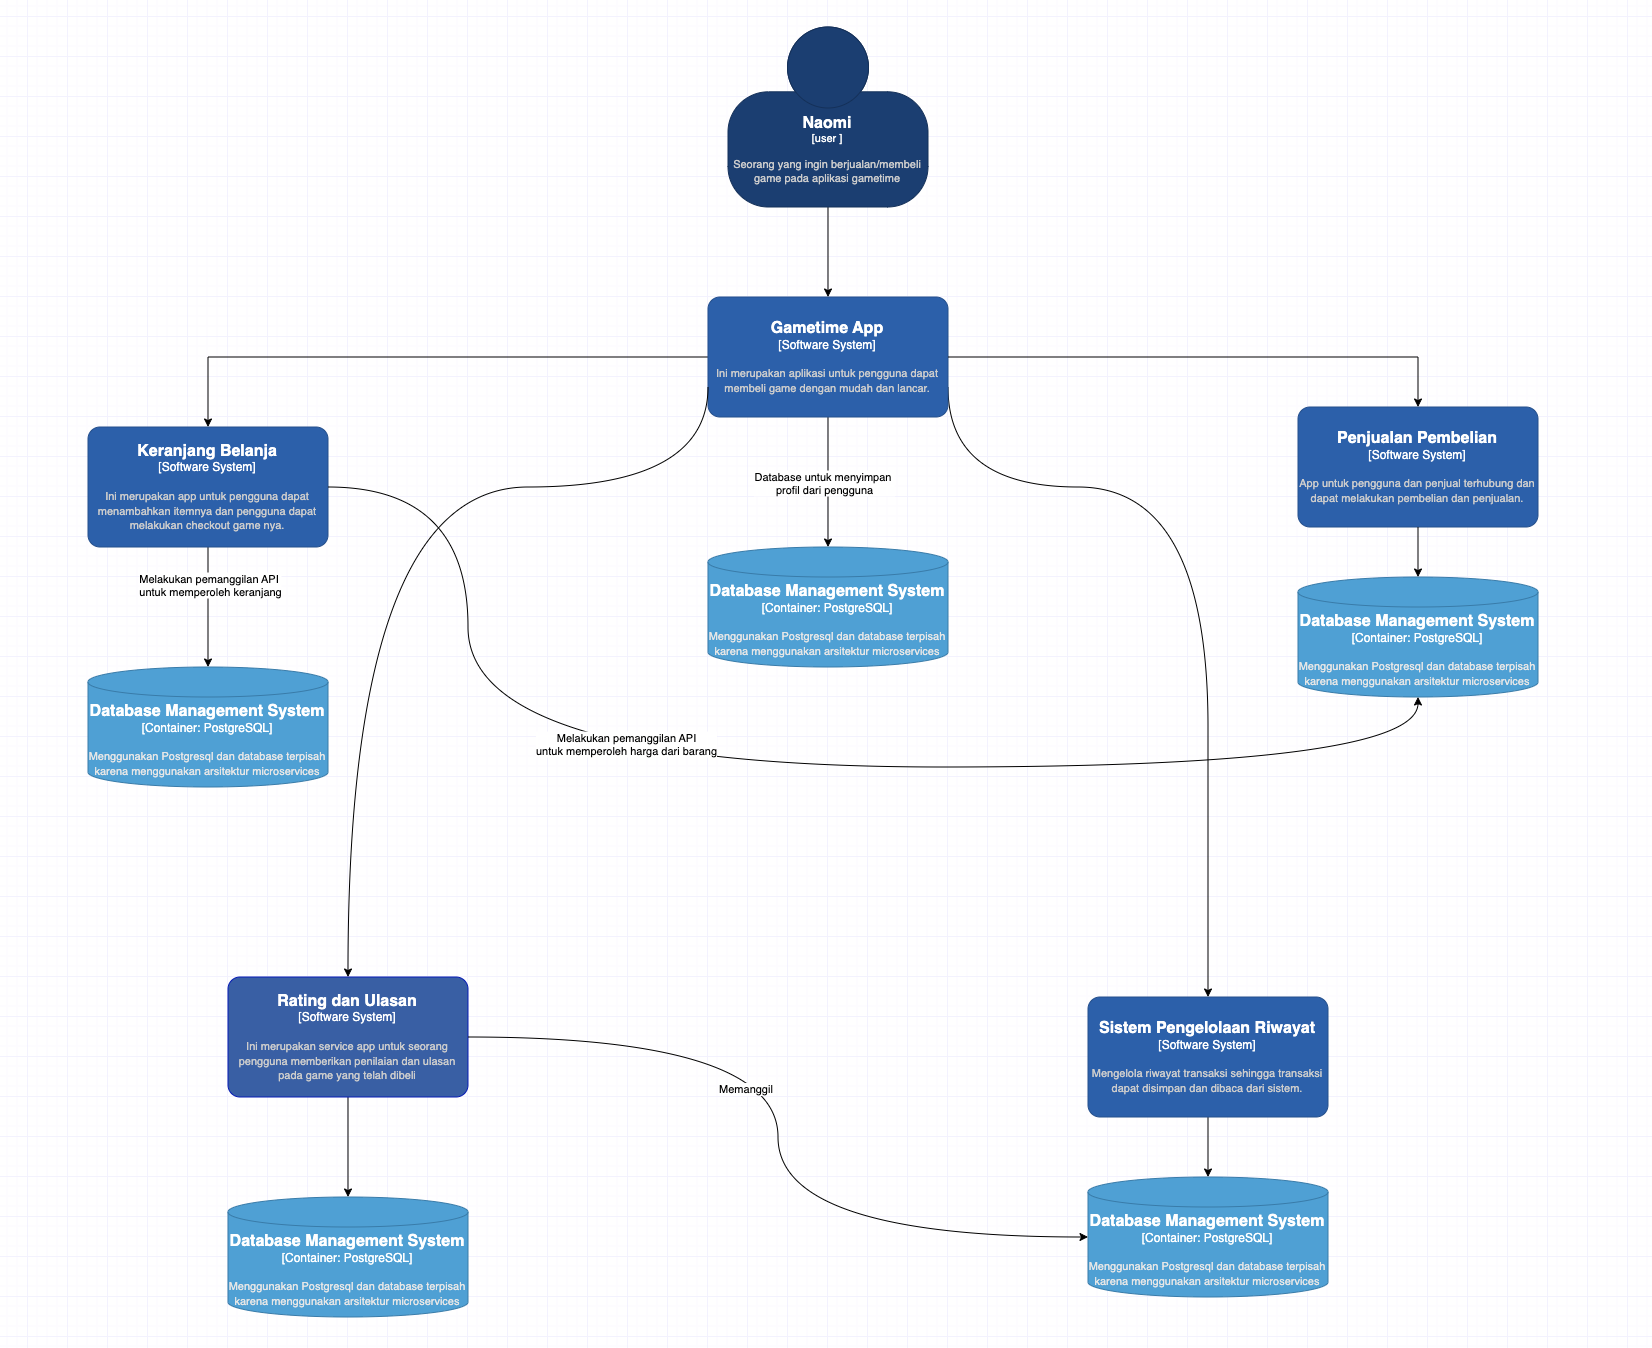 Naomi
[user ]
Seorang yang ingin berjualan/membeli
game pada aplikasi gametime
Gametime App
[Software System]
Ini merupakan aplikasi untuk pengguna dapat
membeli game dengan mudah dan lancar.
Keranjang Belanja
[Software System]
Ini merupakan app untuk pengguna dapat
menambahkan itemnya dan pengguna dapat
melakukan checkout game nya.
Penjualan Pembelian
[Software System]
App untuk pengguna dan penjual terhubung dan
dapat melakukan pembelian dan penjualan.
Database untuk menyimpan
profil dari pengguna
Melakukan pemanggilan API
untuk memperoleh keranjang
Database Management System
[Container: PostgreSQL]
Menggunakan Postgresql dan database terpisah
karena menggunakan arsitektur microservices
Database Management System
[Container: PostgreSQL]
Menggunakan Postgresql dan database terpisah
karena menggunakan arsitektur microservices
Database Management System
[Container: PostgreSQL]
Menggunakan Postgresql dan database terpisah
karena menggunakan arsitektur microservices
Melakukan pemanggilan API
untuk memperoleh harga dari barang
Rating dan Ulasan
[Software System]
Ini merupakan service app untuk seorang
pengguna memberikan penilaian dan ulasan
pada game yang telah dibeli
Sistem Pengelolaan Riwayat
[Software System]
Mengelola riwayat transaksi sehingga transaksi
dapat disimpan dan dibaca dari sistem.
Memanggil
Database Management System
[Container: PostgreSQL]
Menggunakan Postgresql dan database terpisah
karena menggunakan arsitektur microservices
Database Management System
[Container: PostgreSQL]
Menggunakan Postgresql dan database terpisah
karena menggunakan arsitektur microservices